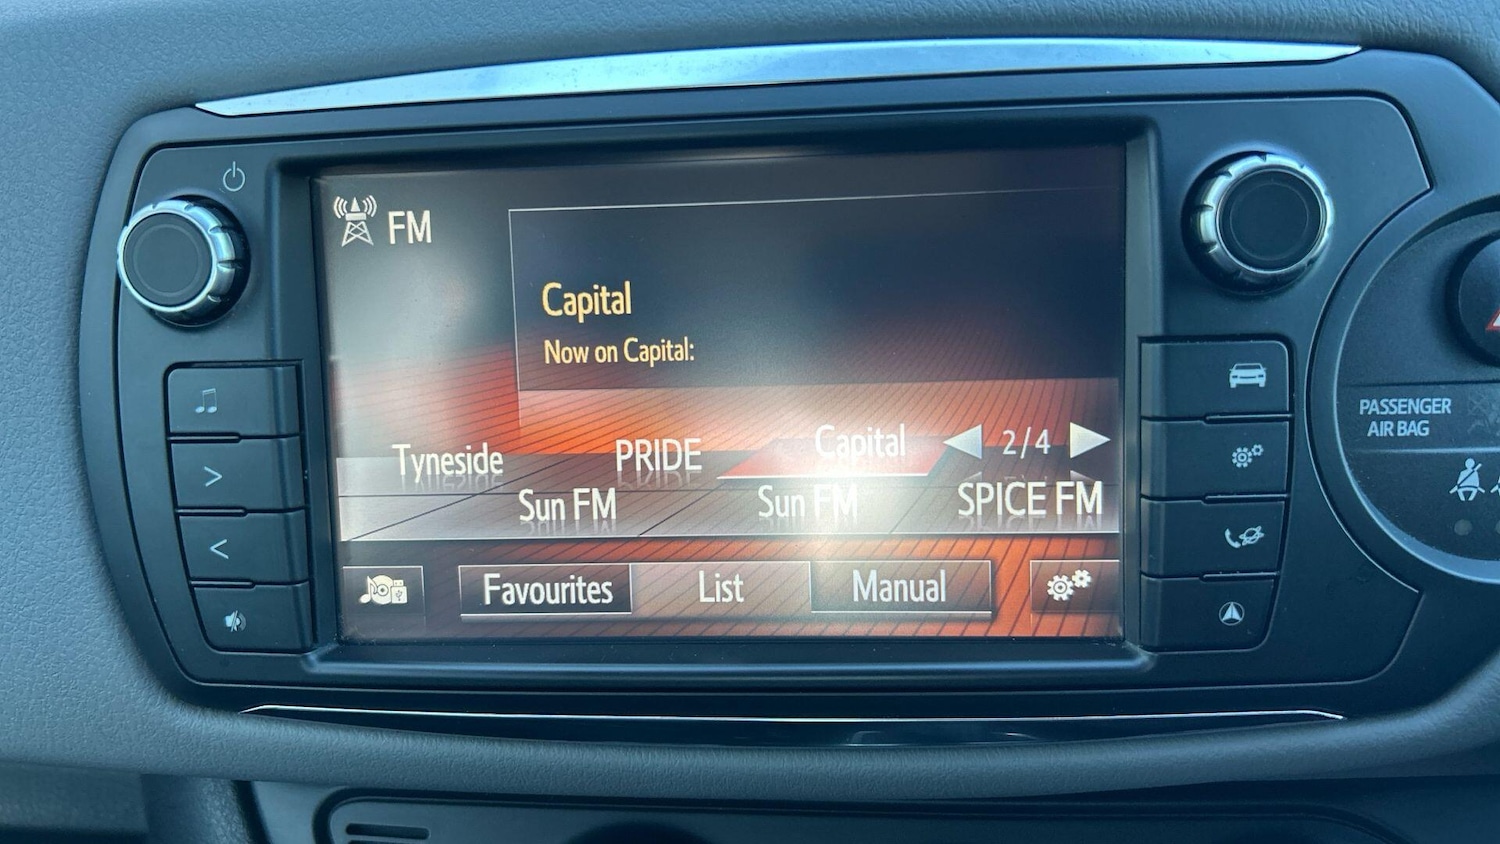 FM
Capital
Now on Capital:
Tyneside PRIDE Capital 2/4
Sun FM Sun FM SPICE FM
Favourites List Manual
PASSENGER
AIR BAG